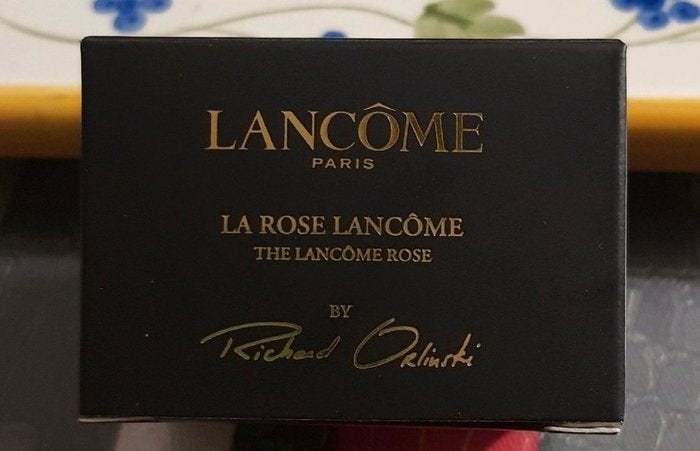 LANCÔME
PARIS
LA ROSE LANCÔME
THE LANCÔME ROSE
BY
Richard Orlinski